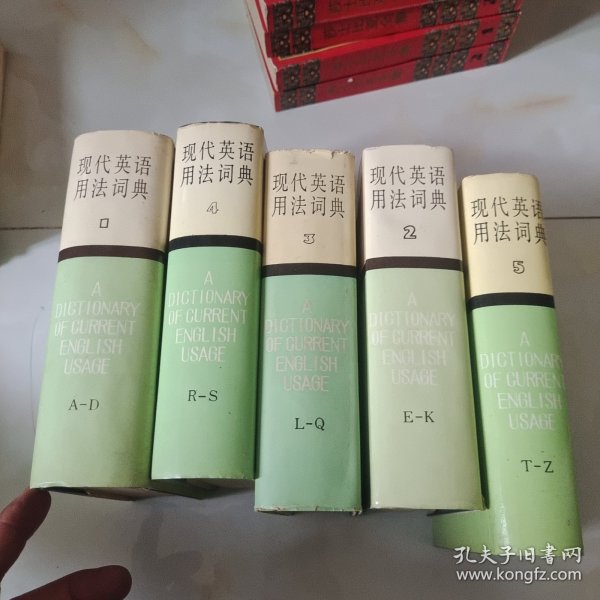 现代英语
用法词典
1
A
DICTIONARY
OF CURRENT
ENGLISH
USAGE
A-D
现代英语
用法词典
4
A
DICTIONARY
OF CURRENT
ENGLISH
USAGE
R-S
现代英语
用法词典
3
A
DICTIONARY
OF CURRENT
ENGLISH
USAGE
L-Q
现代英语
用法词典
2
A
DICTIONARY
OF CURRENT
ENGLISH
USAGE
E-K
现代英语
用法词典
5
A
DICTIONARY
OF CURRENT
ENGLISH
USAGE
T-Z
孔夫子旧书网
www.kongfz.com